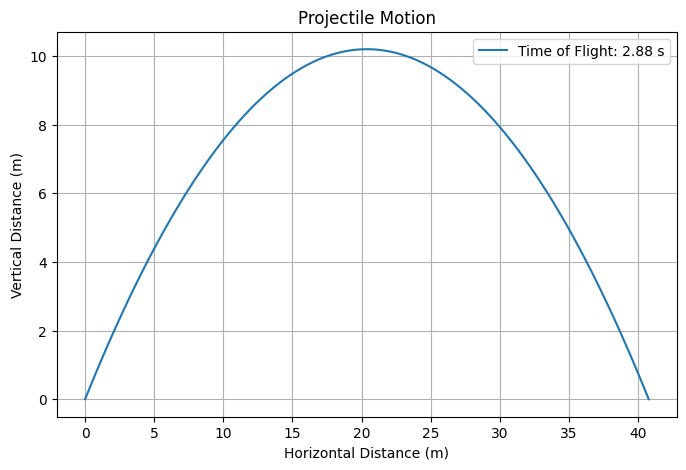 Projectile Motion
Time of Flight: 2.88 s
Vertical Distance (m)
10
8
6
4
2
0
0 5 10 15 20 25 30 35 40
Horizontal Distance (m)